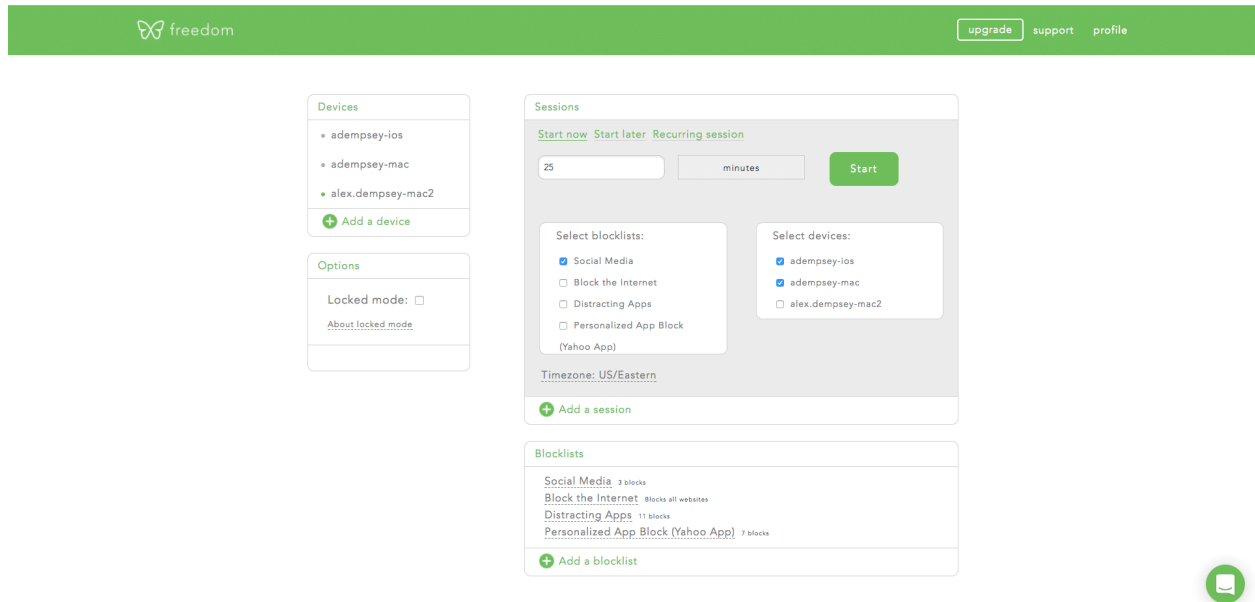 freedom
upgrade support profile
Devices
adempsey-ios
adempsey-mac
alex.dempsey-mac2
Add a device
Options
Locked mode:
About locked mode
Sessions
Start now Start later Recurring session
25 minutes Start
Select blocklists:
Social Media
Block the Internet
Distracting Apps
Personalized App Block
(Yahoo App)
Select devices:
adempsey-ios
adempsey-mac
alex.dempsey-mac2
Timezone: US/Eastern
Add a session
Blocklists
Social Media 3 blocks
Block the Internet Blocks all websites
Distracting Apps 11 blocks
Personalized App Block (Yahoo App) 7 blocks
Add a blocklist